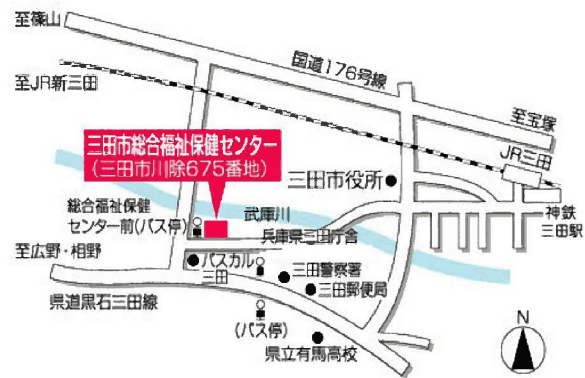 至篠山
国道176号線
至JR新三田
至宝塚
JR三田
三田市総合福祉保健センター
(三田市川除675番地)
三田市役所
総合福祉保健
センター前(バス停)
武庫川
兵庫県三田庁舎
神鉄
三田駅
至広野・相野
パスカル
三田
三田警察署
三田郵便局
県道黒石三田線
(バス停)
県立有馬高校
N